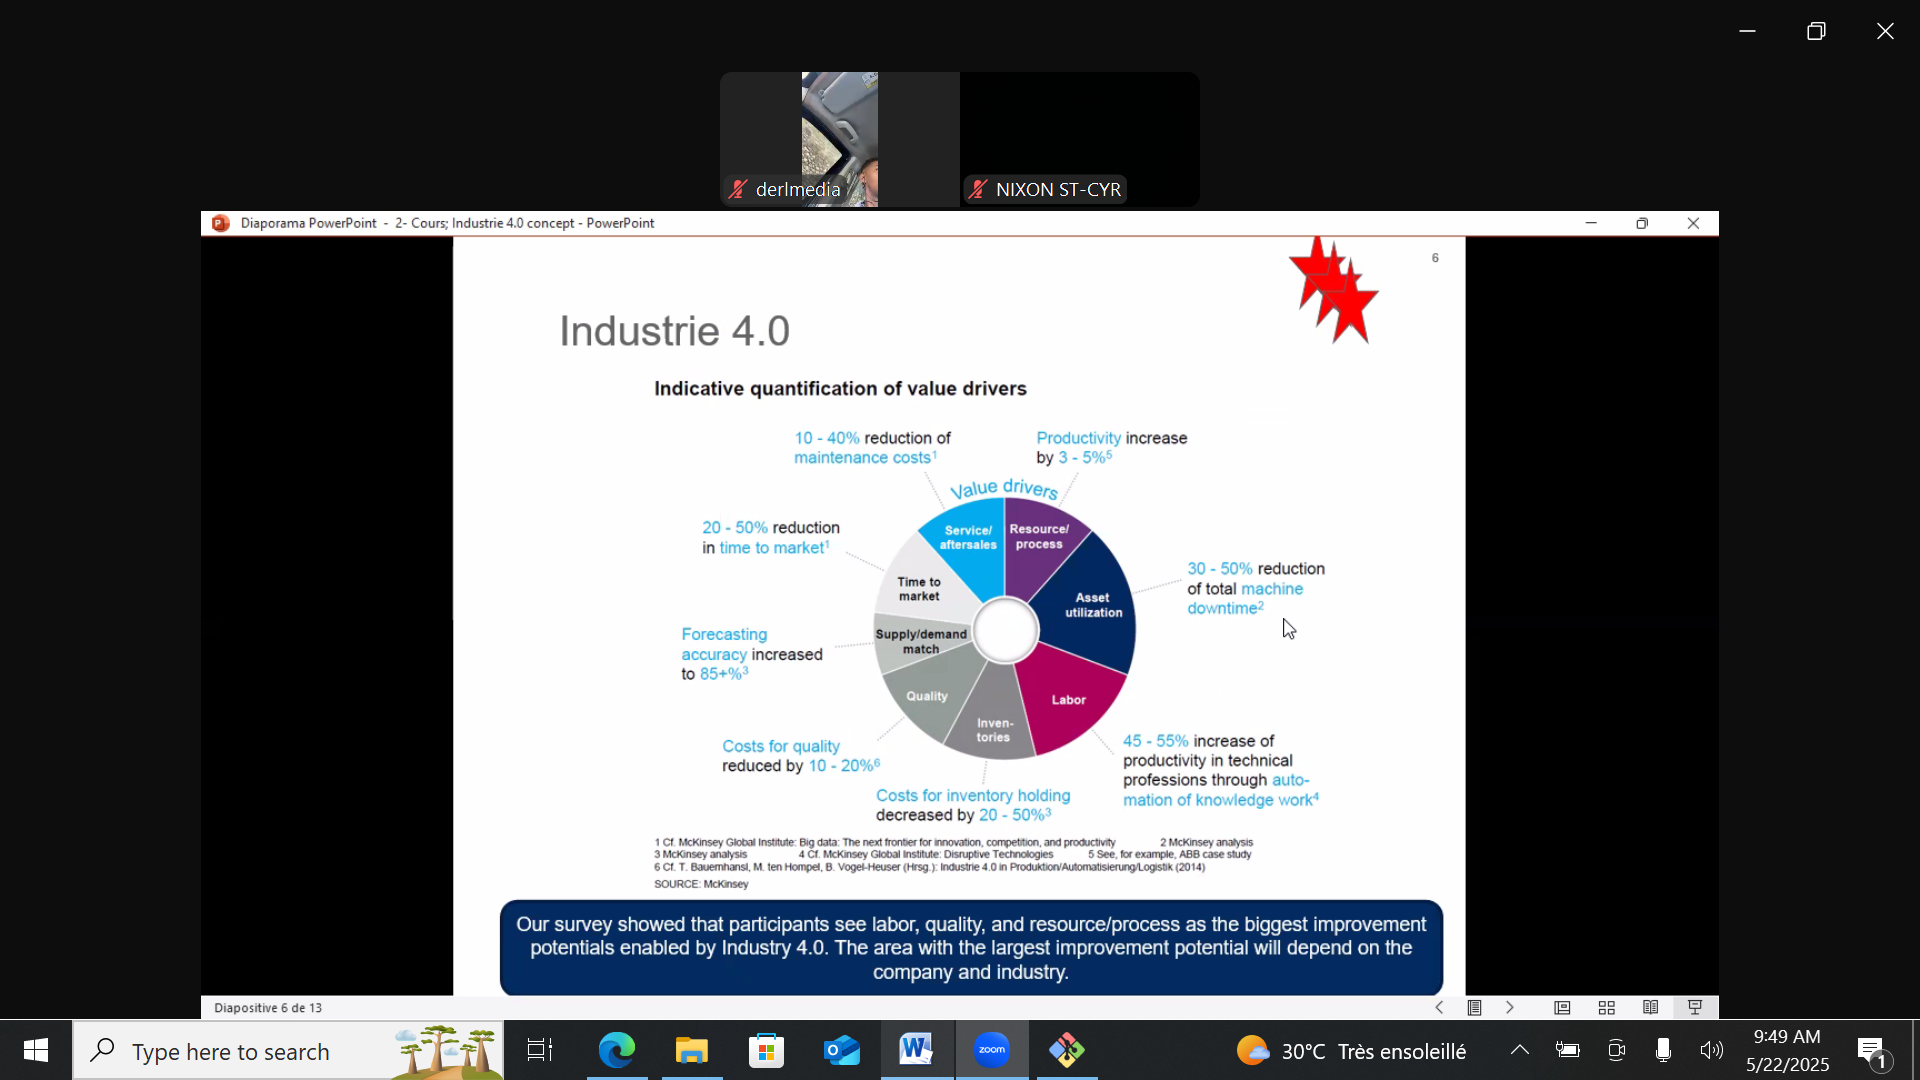 derlmedia
NIXON ST-CYR
Diaporama PowerPoint - 2- Cours; Industrie 4.0 concept - PowerPoint
6
Industrie 4.0
Indicative quantification of value drivers
10 - 40% reduction of
maintenance costs¹
Productivity increase
by 3 - 5%⁵
Value drivers
20 - 50% reduction
in time to market¹
Service/
aftersales
Resource/
process
30 - 50% reduction
of total machine
downtime²
Time to
market
Asset
utilization
Forecasting
accuracy increased
to 85+%³
Supply/demand
match
Quality
Labor
Inven-
tories
Costs for quality
reduced by 10 - 20%⁶
45 - 55% increase of
productivity in technical
professions through auto-
mation of knowledge work⁴
Costs for inventory holding
decreased by 20 - 50%³
1 Cf. McKinsey Global Institute: Big data: The next frontier for innovation, competition, and productivity 2 McKinsey analysis
3 McKinsey analysis 4 Cf. McKinsey Global Institute: Disruptive Technologies 5 See, for example, ABB case study
6 Cf. T. Bauernhansl, M. ten Hompel, B. Vogel-Heuser (Hrsg.): Industrie 4.0 in Produktion/Automatisierung/Logistik (2014)
SOURCE: McKinsey
Our survey showed that participants see labor, quality, and resource/process as the biggest improvement
potentials enabled by Industry 4.0. The area with the largest improvement potential will depend on the
company and industry.
Diapositive 6 de 13
Type here to search
zoom
30°C Très ensoleillé
9:49 AM
5/22/2025
1